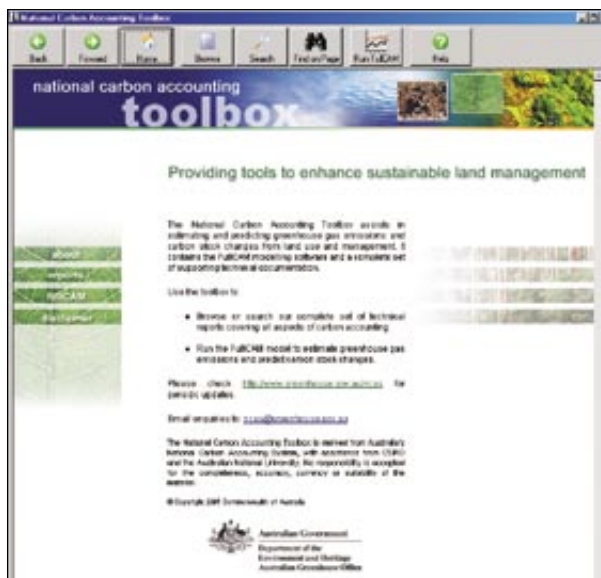 National Carbon Accounting Toolbox
Back Forward Home Browse Search Find on Page Run FullCAM Help
national carbon accounting
toolbox
Providing tools to enhance sustainable land management
The National Carbon Accounting Toolbox assists in
estimating and predicting greenhouse gas emissions and
carbon stock changes from land use and management. It
contains the FullCAM modelling software and a complete set
of supporting technical documentation.
about
reports
FullCAM
disclaimer
Use the toolbox to
• Browse or search our complete set of technical
reports covering all aspects of carbon accounting
• Run the FullCAM model to estimate greenhouse gas
emissions and predict carbon stock changes.
Please check for
periodic updates.
Email enquiries to
The National Carbon Accounting Toolbox is derived from Australia's
National Carbon Accounting System, with assistance from CSIRO
and the Australian National University. No responsibility is accepted
for the completeness, accuracy, currency or suitability of the
© Copyright Commonwealth of Australia
Australian Government
Department of the
Environment and Heritage
Australian Greenhouse Office